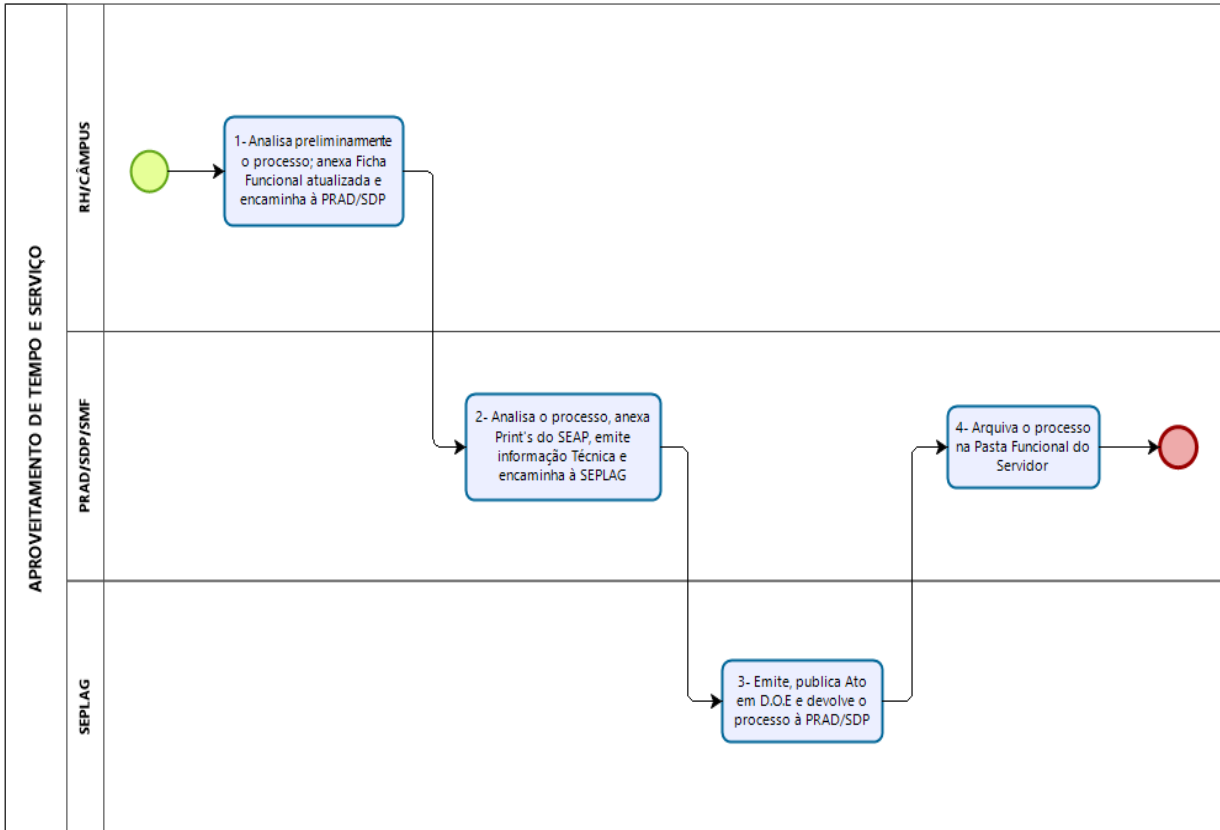 APROVEITAMENTO DE TEMPO E SERVIÇO
RH/CÂMPUS
1- Analisa preliminamente
o processo; anexa Ficha
Funcional atualizada e
encaminha à PRAD/SDP
PRAD/SDP/SMF
2- Analisa o processo, anexa
Print's do SEAP, emite
informação Técnica e
encaminha à SEPLAG
4- Arquiva o processo
na Pasta Funcional do
Servidor
SEPLAG
3- Emite, publica Ato
em D.O.E e devolve o
processo à PRAD/SDP